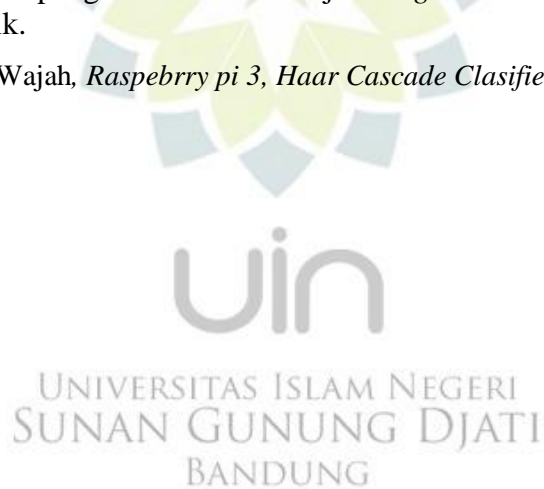 k.
Wajah, Raspebrry pi 3, Haar Cascade Clasifie
uin
UNIVERSITAS ISLAM NEGERI
SUNAN GUNUNG DJATI
BANDUNG